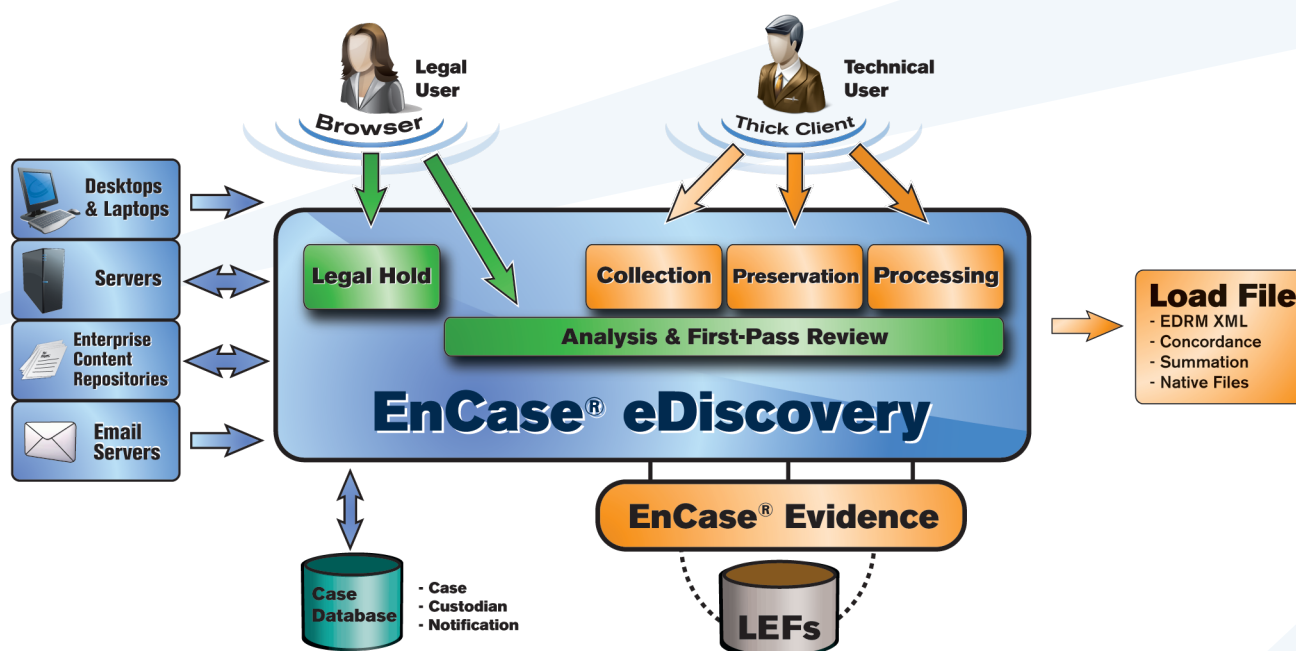 Legal
User
Browser
Technical
User
Thick Client
Desktops
& Laptops
Servers
Enterprise
Content
Repositories
Email
Servers
Legal Hold
Collection
Preservation
Processing
Analysis & First-Pass Review
EnCase® eDiscovery
Load File
- EDRM XML
- Concordance
- Summation
- Native Files
EnCase® Evidence
Case
Database
- Case
- Custodian
- Notification
LEFs